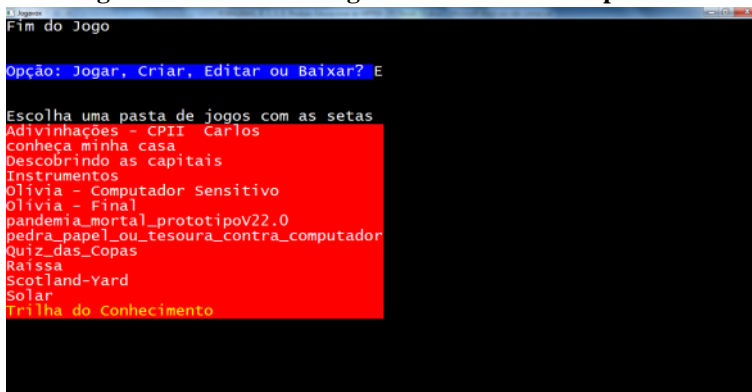 Jogavox
Fim do Jogo
Opção: Jogar, Criar, Editar ou Baixar? E
Escolha uma pasta de jogos com as setas
Adivinhações - CPII  Carlos
conheça minha casa
Descobrindo as capitais
Instrumentos
Olívia - Computador Sensitivo
Olívia - Final
pandemia_mortal_prototipoV22.0
pedra_papel_ou_tesoura_contra_computador
Quiz_das_Copas
Raíssa
Scotland-Yard
Solar
Trilha do Conhecimento